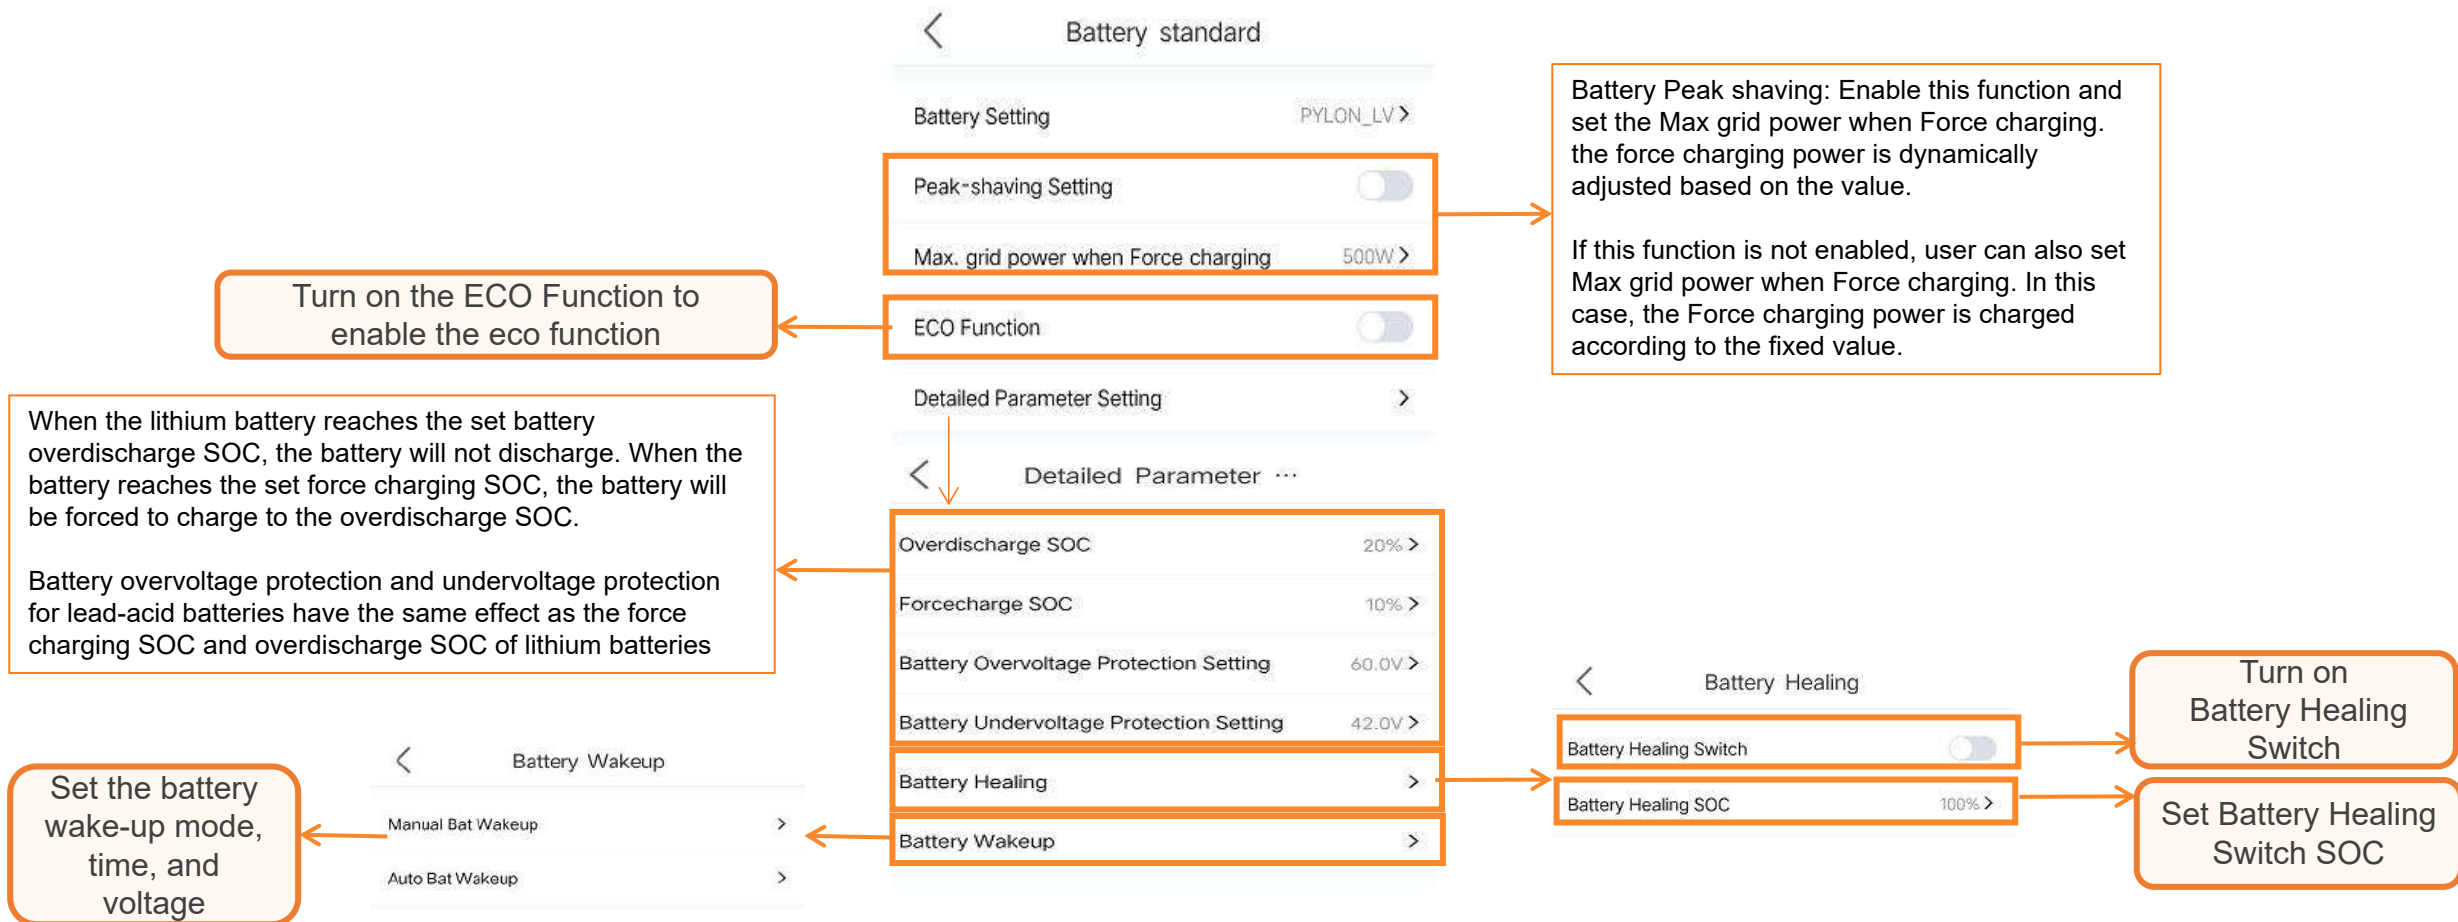 Battery standard
Battery Setting
PYLON_LV
Peak-shaving Setting
Max. grid power when Force charging
500W
ECO Function
Detailed Parameter Setting
Battery Peak shaving: Enable this function and
set the Max grid power when Force charging.
the force charging power is dynamically
adjusted based on the value.
If this function is not enabled, user can also set
Max grid power when Force charging. In this
case, the Force charging power is charged
according to the fixed value.
Turn on the ECO Function to
enable the eco function
When the lithium battery reaches the set battery
overdischarge SOC, the battery will not discharge. When the
battery reaches the set force charging SOC, the battery will
be forced to charge to the overdischarge SOC.
Battery overvoltage protection and undervoltage protection
for lead-acid batteries have the same effect as the force
charging SOC and overdischarge SOC of lithium batteries
Detailed Parameter ···
Overdischarge SOC
20%
Forcecharge SOC
10%
Battery Overvoltage Protection Setting
60.0V
Battery Undervoltage Protection Setting
42.0V
Battery Healing
Battery Wakeup
Battery Healing
Battery Healing Switch
Battery Healing SOC
100%
Turn on
Battery Healing
Switch
Set Battery Healing
Switch SOC
Battery Wakeup
Manual Bat Wakeup
Auto Bat Wakeup
Set the battery
wake-up mode,
time, and
voltage